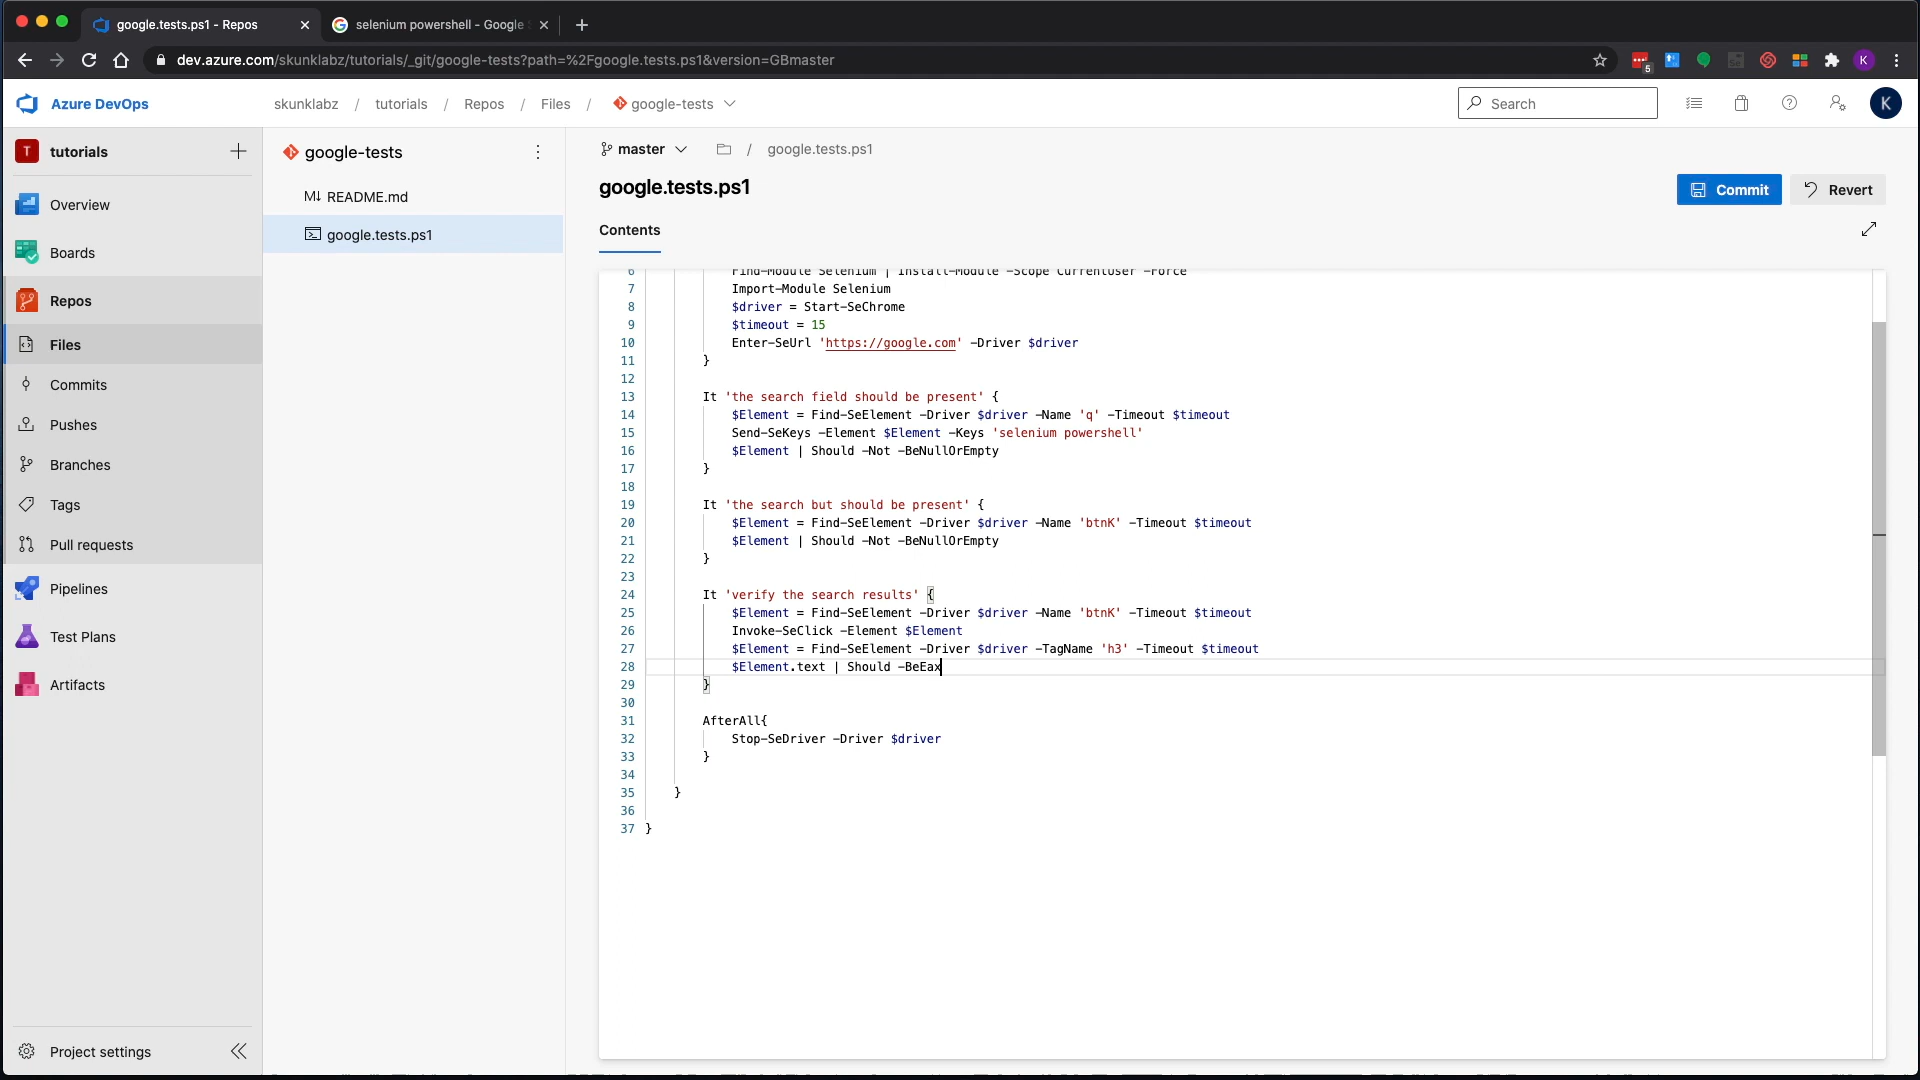 google.tests.ps1 - Repos
selenium powershell - Google
dev.azure.com/skunklabz/tutorials/_git/google-tests?path=%2Fgoogle.tests.ps1&version=GBmaster
5
K
Azure DevOps
skunklabz / tutorials / Repos / Files / google-tests
Search
K
T tutorials
Overview
Boards
Repos
Files
Commits
Pushes
Branches
Tags
Pull requests
Pipelines
Test Plans
Artifacts
Project settings
google-tests
M↓ README.md
google.tests.ps1
master / google.tests.ps1
google.tests.ps1
Commit
Revert
Contents
6 Find-Module Selenium | Install-Module -Scope CurrentUser -Force
7 Import-Module Selenium
8 $driver = Start-SeChrome
9 $timeout = 15
10 Enter-SeUrl 'https://google.com' -Driver $driver
11 }
12
13 It 'the search field should be present' {
14 $Element = Find-SeElement -Driver $driver -Name 'q' -Timeout $timeout
15 Send-SeKeys -Element $Element -Keys 'selenium powershell'
16 $Element | Should -Not -BeNullOrEmpty
17 }
18
19 It 'the search but should be present' {
20 $Element = Find-SeElement -Driver $driver -Name 'btnK' -Timeout $timeout
21 $Element | Should -Not -BeNullOrEmpty
22 }
23
24 It 'verify the search results' {
25 $Element = Find-SeElement -Driver $driver -Name 'btnK' -Timeout $timeout
26 Invoke-SeClick -Element $Element
27 $Element = Find-SeElement -Driver $driver -TagName 'h3' -Timeout $timeout
28 $Element.text | Should -BeEax
29 }
30
31 AfterAll{
32 Stop-SeDriver -Driver $driver
33 }
34
35 }
36
37 }